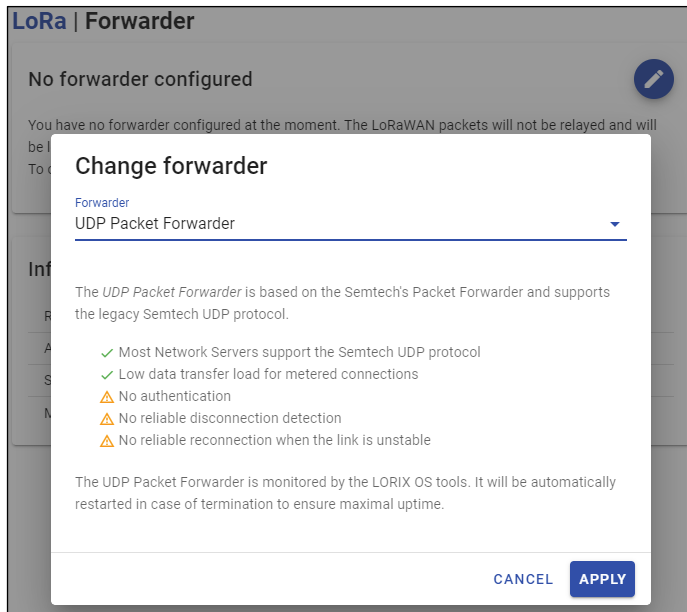 LoRa | Forwarder
No forwarder configured
You have no forwarder configured at the moment. The LoRaWAN packets will not be relayed and will
be l
To
Change forwarder
Forwarder
UDP Packet Forwarder
Inf
R
A
S
M
The UDP Packet Forwarder is based on the Semtech's Packet Forwarder and supports
the legacy Semtech UDP protocol.
Most Network Servers support the Semtech UDP protocol
Low data transfer load for metered connections
No authentication
No reliable disconnection detection
No reliable reconnection when the link is unstable
The UDP Packet Forwarder is monitored by the LORIX OS tools. It will be automatically
restarted in case of termination to ensure maximal uptime.
CANCEL APPLY